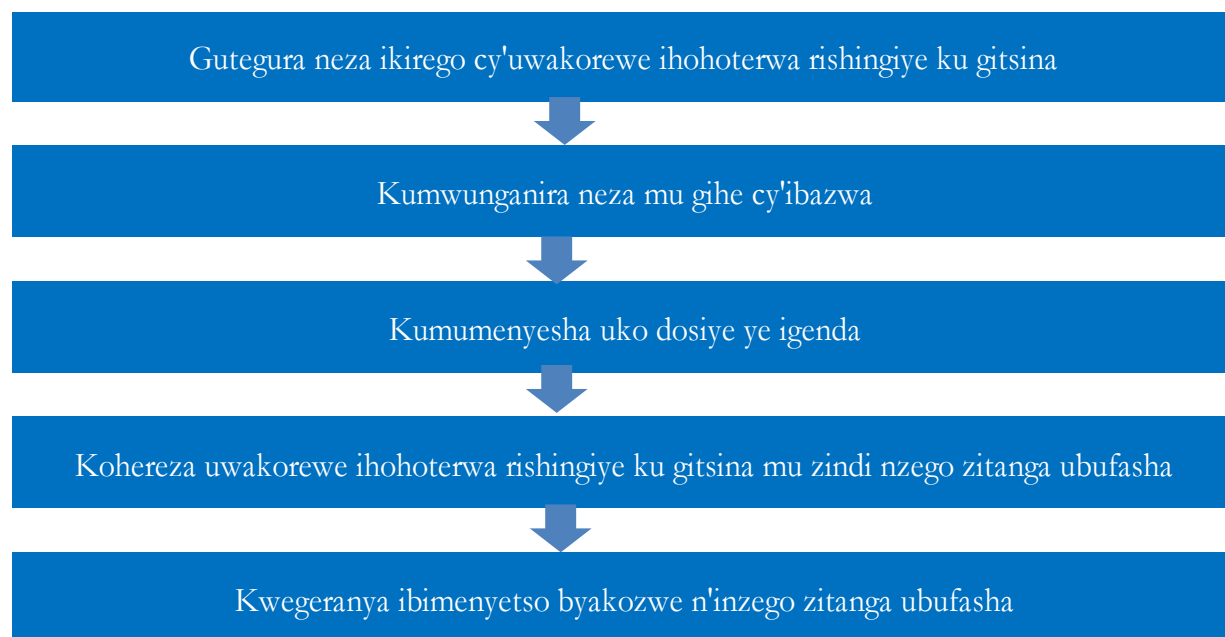 Gutegura neza ikirego cy'uwakorewe ihohoterwa rishingiye ku gitsina
Kumwunganira neza mu gihe cy'ibazwa
Kumumenyesha uko dosiye ye igenda
Kohereza uwakorewe ihohoterwa rishingiye ku gitsina mu zindi nzego zitanga ubufasha
Kwegeranya ibimenyetso byakozwe n'inzego zitanga ubufasha